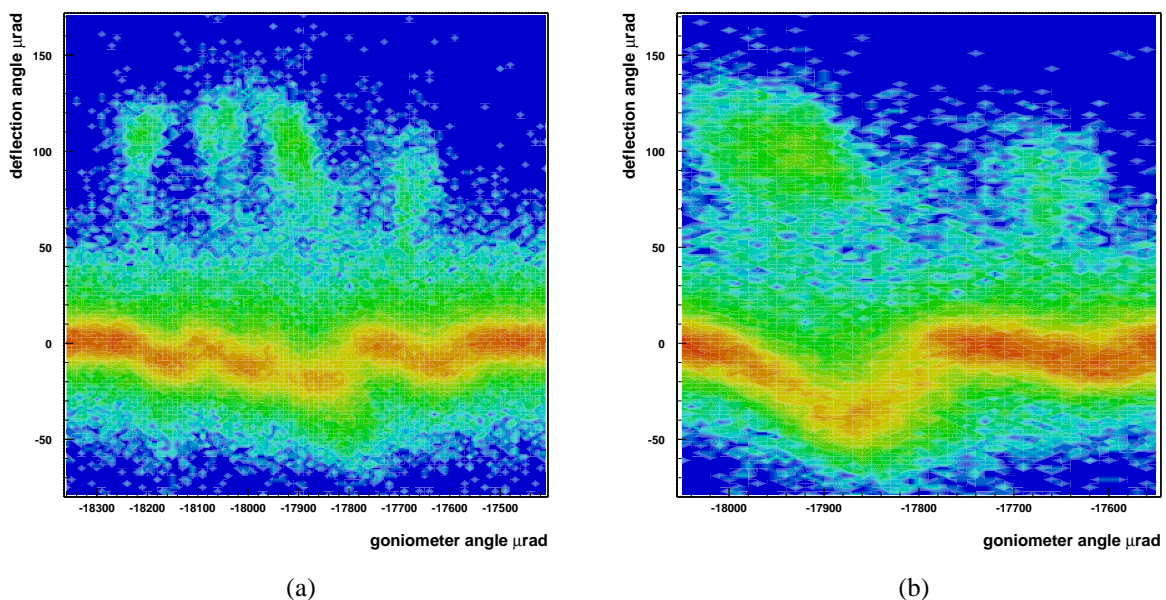 deflection angle μrad
150
100
50
0
-50
-18300 -18200 -18100 -18000 -17900 -17800 -17700 -17600 -17500
goniometer angle μrad
(a)
deflection angle μrad
150
100
50
0
-50
-18000 -17900 -17800 -17700 -17600
goniometer angle μrad
(b)